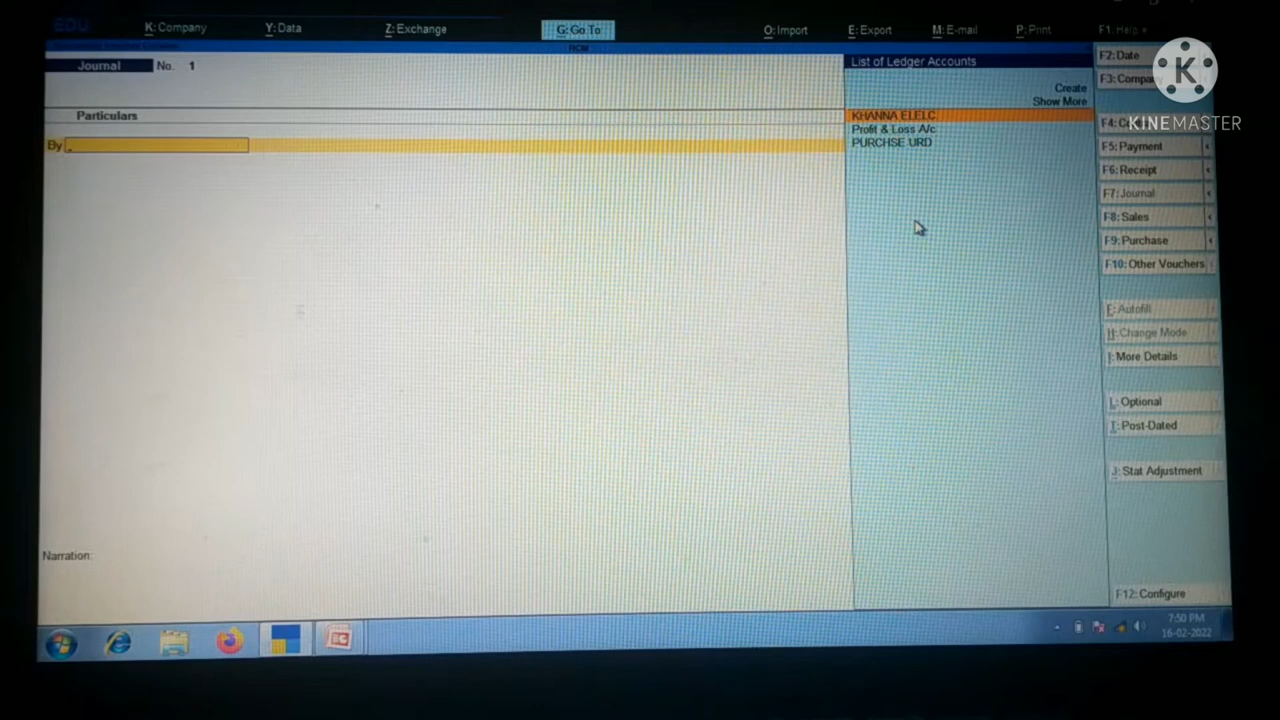 EDU
K: Company
Y: Data
Z: Exchange
G: Go To
O: Import
E: Export
M: E-mail
P: Print
F1: Help
Journal No. 1
List of Ledger Accounts
Create
Show More
Particulars
By
KHANNA ELELC
Profit & Loss A/c
PURCHSE URD
F2: Date
F3: Company
F5: Payment
F6: Receipt
F7: Journal
F8: Sales
F9: Purchase
F10: Other Vouchers
E: Autofill
H: Change Mode
I: More Details
L: Optional
T: Post-Dated
J: Stat Adjustment
F12: Configure
Narration:
7:50 PM
16-02-2022
K
KINEMASTER